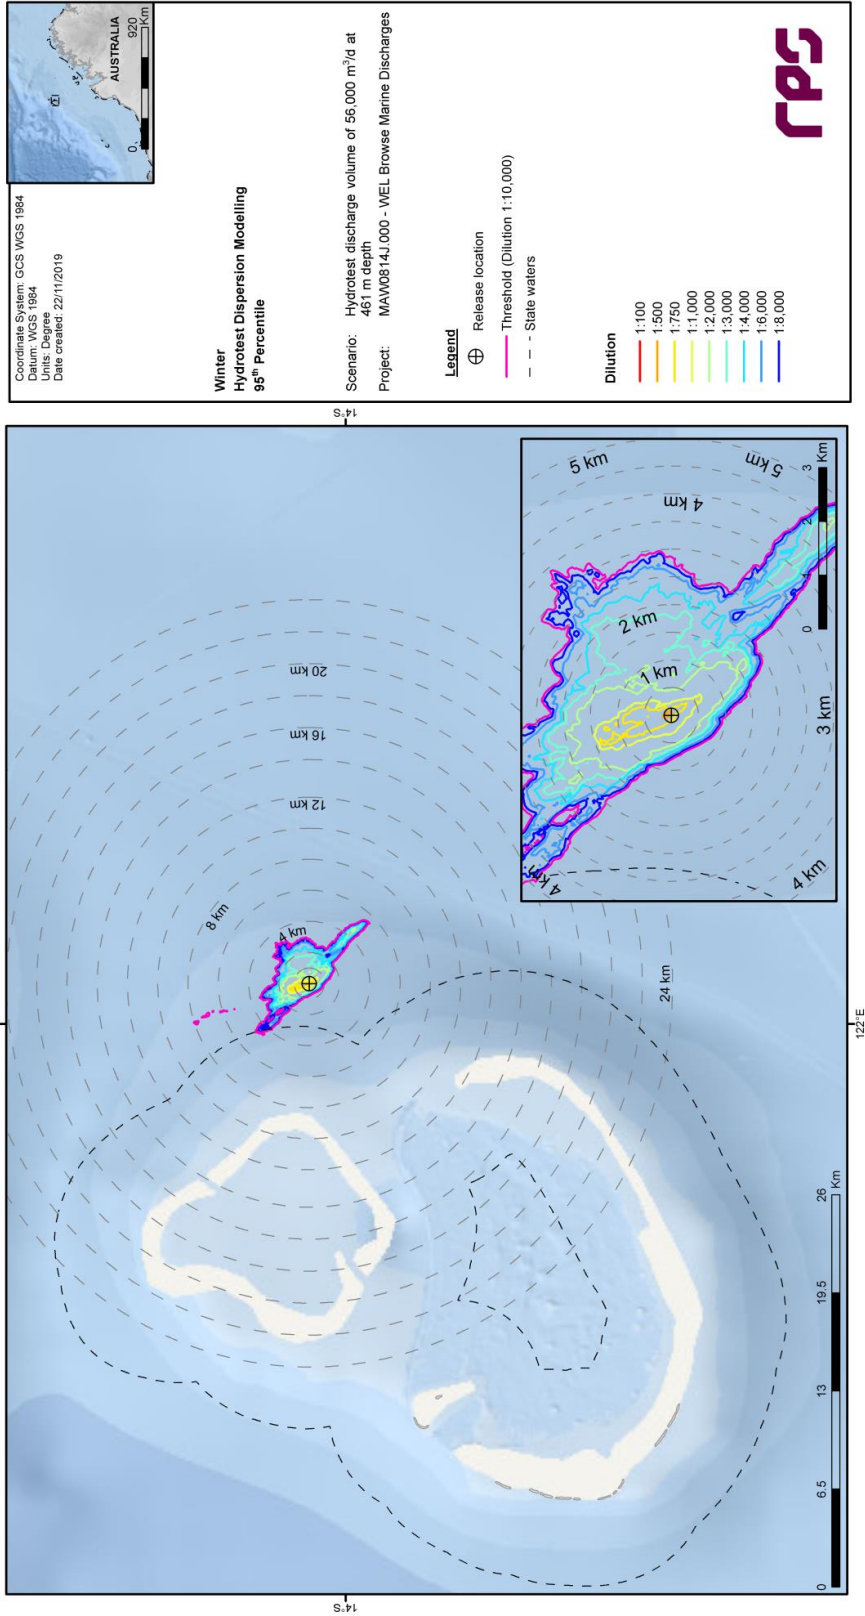 Coordinate System: GCS WGS 1984
Datum: WGS 1984
Units: Degree
Date created: 22/11/2019
AUSTRALIA
0 920
Km
Winter
Hydrotest Dispersion Modelling
95th Percentile
Scenario: Hydrotest discharge volume of 56,000 m³/d at
461 m depth
Project: MAW0814J.000 - WEL Browse Marine Discharges
Legend
Release location
Threshold (Dilution 1:10,000)
State waters
Dilution
1:100
1:500
1:750
1:1,000
1:2,000
1:3,000
1:4,000
1:6,000
1:8,000
rps
14°S
14°S
122°E
4 km
8 km
12 km
16 km
20 km
24 km
0 6.5 13 19.5 26 Km
1 km
2 km
3 km
4 km
4 km
4 km
5 km
5 km
0 1 2 3 Km